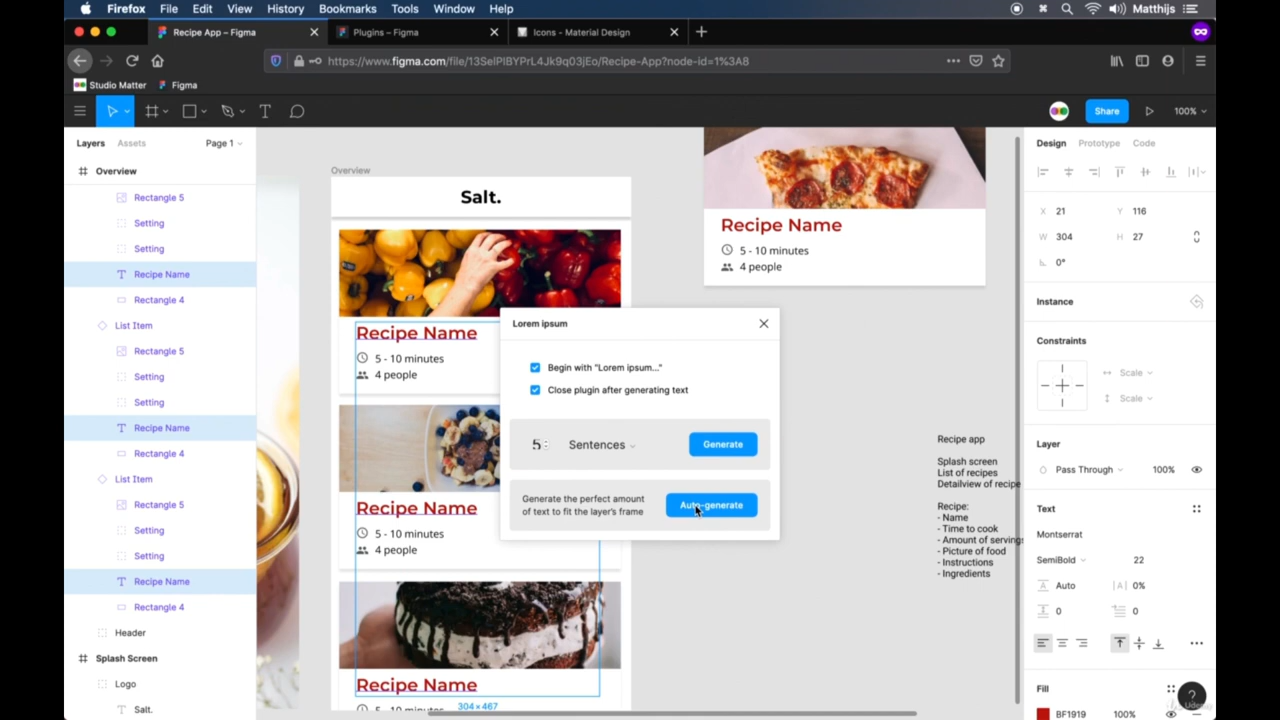 Firefox File Edit View History Bookmarks Tools Window Help Matthijs
Recipe App – Figma
Plugins – Figma
Icons - Material Design
https://www.figma.com/file/13SelPIBYPrL4Jk9q03jEo/Recipe-App?node-id=1%3A8
Studio Matter
Figma
Share
100%
Layers Assets Page 1
Overview
Rectangle 5
Setting
Setting
Recipe Name
Rectangle 4
List Item
Rectangle 5
Setting
Setting
Recipe Name
Rectangle 4
List Item
Rectangle 5
Setting
Setting
Recipe Name
Rectangle 4
Header
Splash Screen
Logo
Salt.
Overview
Salt.
Recipe Name
5 - 10 minutes
4 people
Recipe Name
5 - 10 minutes
4 people
Recipe Name
5 - 10 minutes
304 × 467
Recipe Name
5 - 10 minutes
4 people
Lorem ipsum
Begin with "Lorem ipsum..."
Close plugin after generating text
5 Sentences Generate
Generate the perfect amount
of text to fit the layer's frame
Auto-generate
Recipe app
Splash screen
List of recipes
Detailview of recipe
Recipe:
- Name
- Time to cook
- Amount of servings
- Picture of food
- Instructions
- Ingredients
Design Prototype Code
X 21 Y 116
W 304 H 27
0°
Instance
Constraints
Scale
Scale
Layer
Pass Through 100%
Text
Montserrat
SemiBold 22
Auto 0%
0 0
Fill
BF1919 100%
?
Udemy